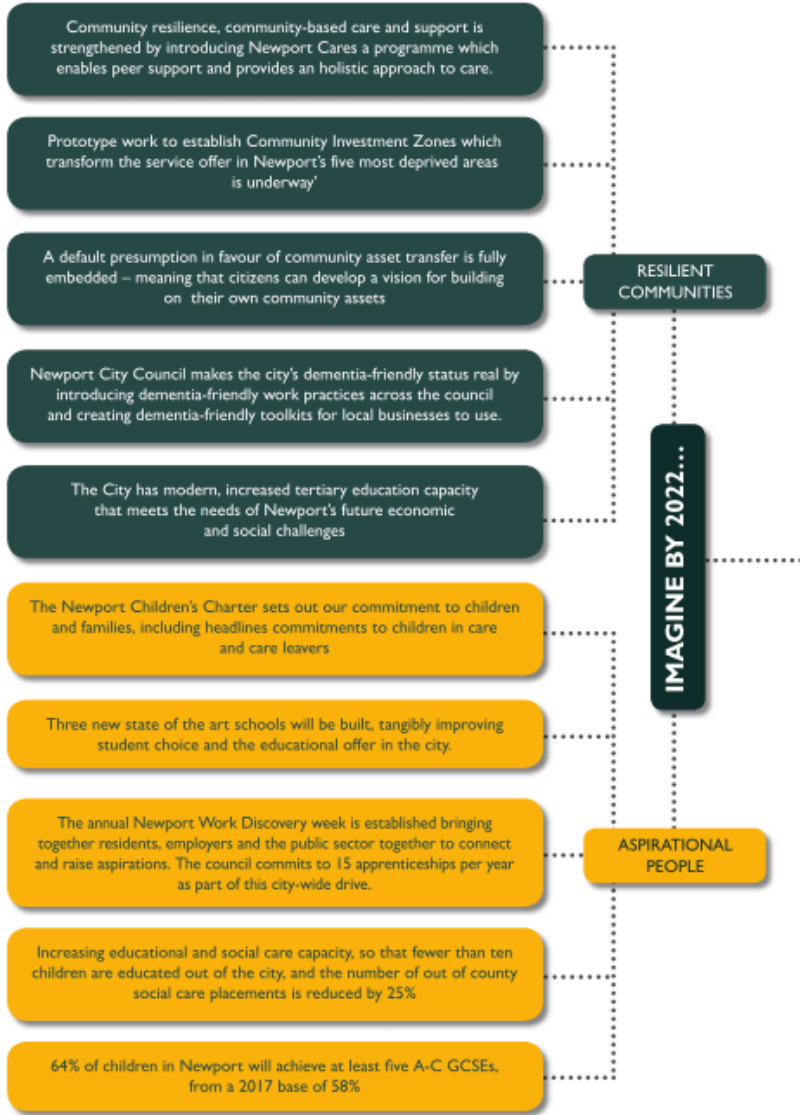 Community resilience, community-based care and support is
strengthened by introducing Newport Cares a programme which
enables peer support and provides an holistic approach to care.
Prototype work to establish Community Investment Zones which
transform the service offer in Newport's five most deprived areas
is underway'
A default presumption in favour of community asset transfer is fully
embedded – meaning that citizens can develop a vision for building
on their own community assets
Newport City Council makes the city's dementia-friendly status real by
introducing dementia-friendly work practices across the council
and creating dementia-friendly toolkits for local businesses to use.
The City has modern, increased tertiary education capacity
that meets the needs of Newport's future economic
and social challenges
RESILIENT
COMMUNITIES
IMAGINE BY 2022...
The Newport Children's Charter sets out our commitment to children
and families, including headlines commitments to children in care
and care leavers
Three new state of the art schools will be built, tangibly improving
student choice and the educational offer in the city.
The annual Newport Work Discovery week is established bringing
together residents, employers and the public sector together to connect
and raise aspirations. The council commits to 15 apprenticeships per year
as part of this city-wide drive.
Increasing educational and social care capacity, so that fewer than ten
children are educated out of the city, and the number of out of county
social care placements is reduced by 25%
64% of children in Newport will achieve at least five A-C GCSEs,
from a 2017 base of 58%
ASPIRATIONAL
PEOPLE